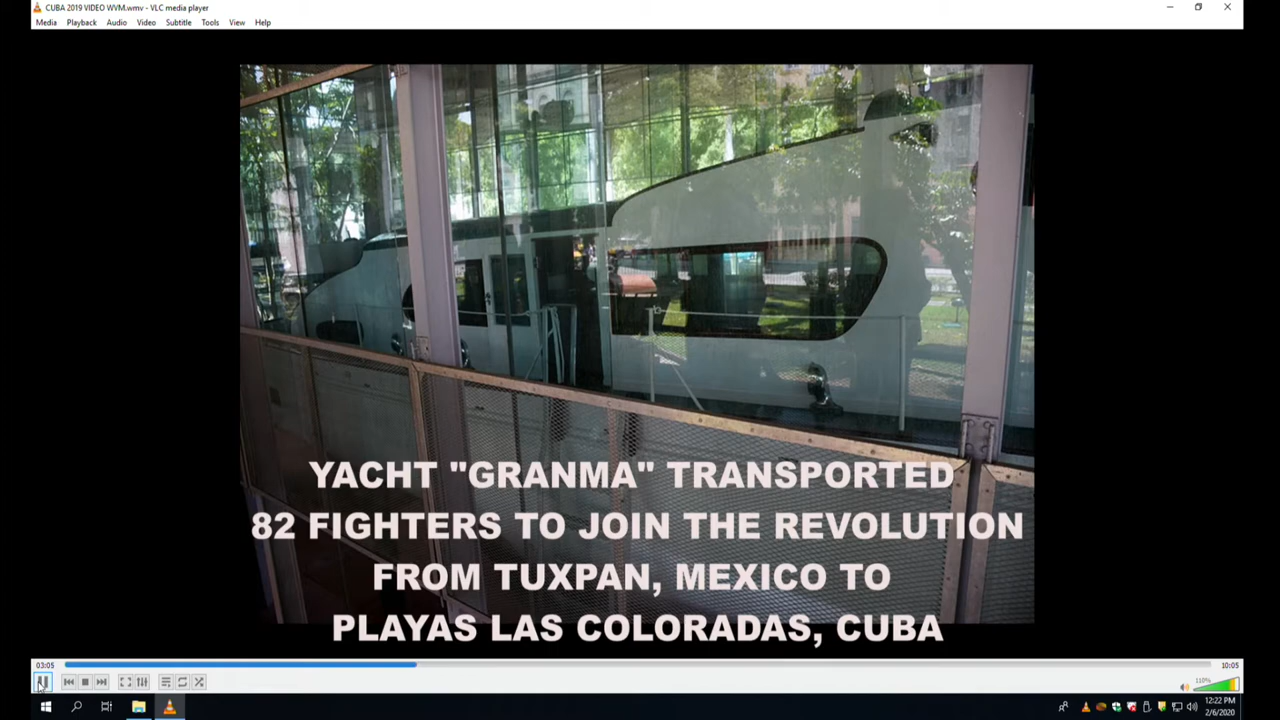 CUBA 2019 VIDEO WVM.wmv - VLC media player
Media Playback Audio Video Subtitle Tools View Help
YACHT "GRANMA" TRANSPORTED
82 FIGHTERS TO JOIN THE REVOLUTION
FROM TUXPAN, MEXICO TO
PLAYAS LAS COLORADAS, CUBA
03:05
10:05
110%
12:22 PM
2/6/2020